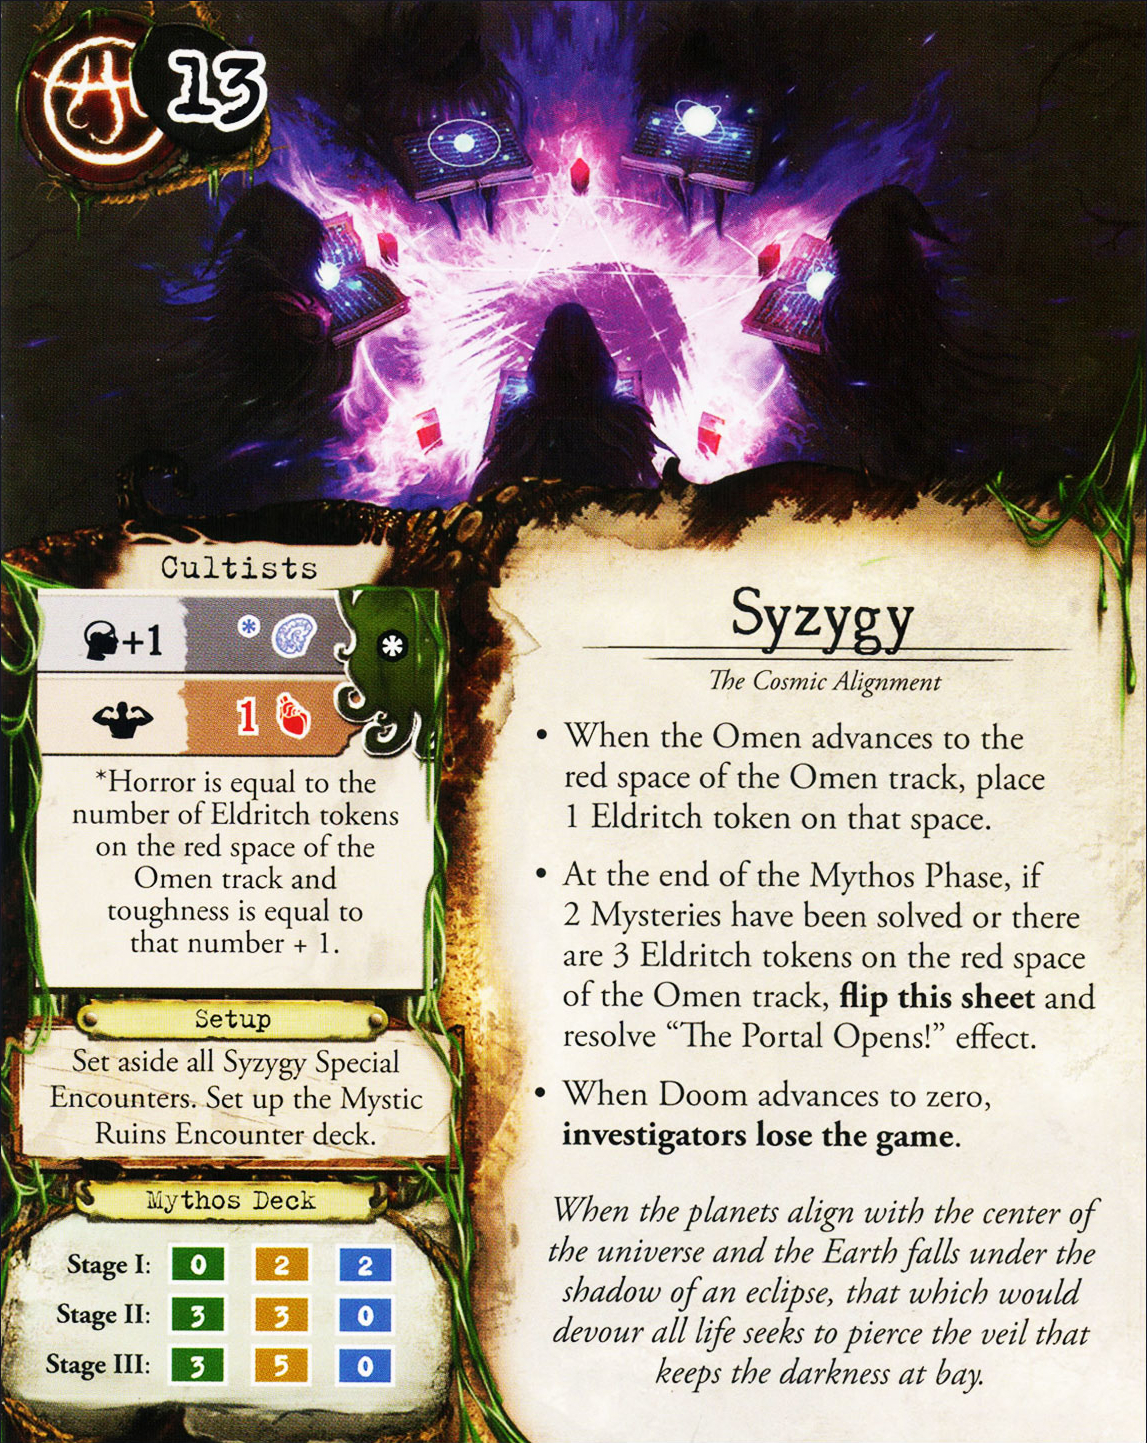 13
Cultists
+1 *
*
1
*Horror is equal to the
number of Eldritch tokens
on the red space of the
Omen track and
toughness is equal to
that number + 1.
Setup
Set aside all Syzygy Special
Encounters. Set up the Mystic
Ruins Encounter deck.
Mythos Deck
Stage I: 0 2 2
Stage II: 3 3 0
Stage III: 3 5 0
Syzygy
The Cosmic Alignment
• When the Omen advances to the
red space of the Omen track, place
1 Eldritch token on that space.
• At the end of the Mythos Phase, if
2 Mysteries have been solved or there
are 3 Eldritch tokens on the red space
of the Omen track, flip this sheet and
resolve “The Portal Opens!” effect.
• When Doom advances to zero,
investigators lose the game.
When the planets align with the center of
the universe and the Earth falls under the
shadow of an eclipse, that which would
devour all life seeks to pierce the veil that
keeps the darkness at bay.